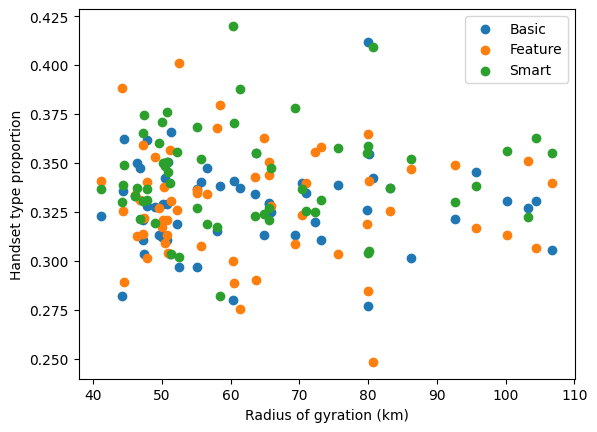 Basic
Feature
Smart
Handset type proportion
0.425
0.400
0.375
0.350
0.325
0.300
0.275
0.250
40 50 60 70 80 90 100 110
Radius of gyration (km)